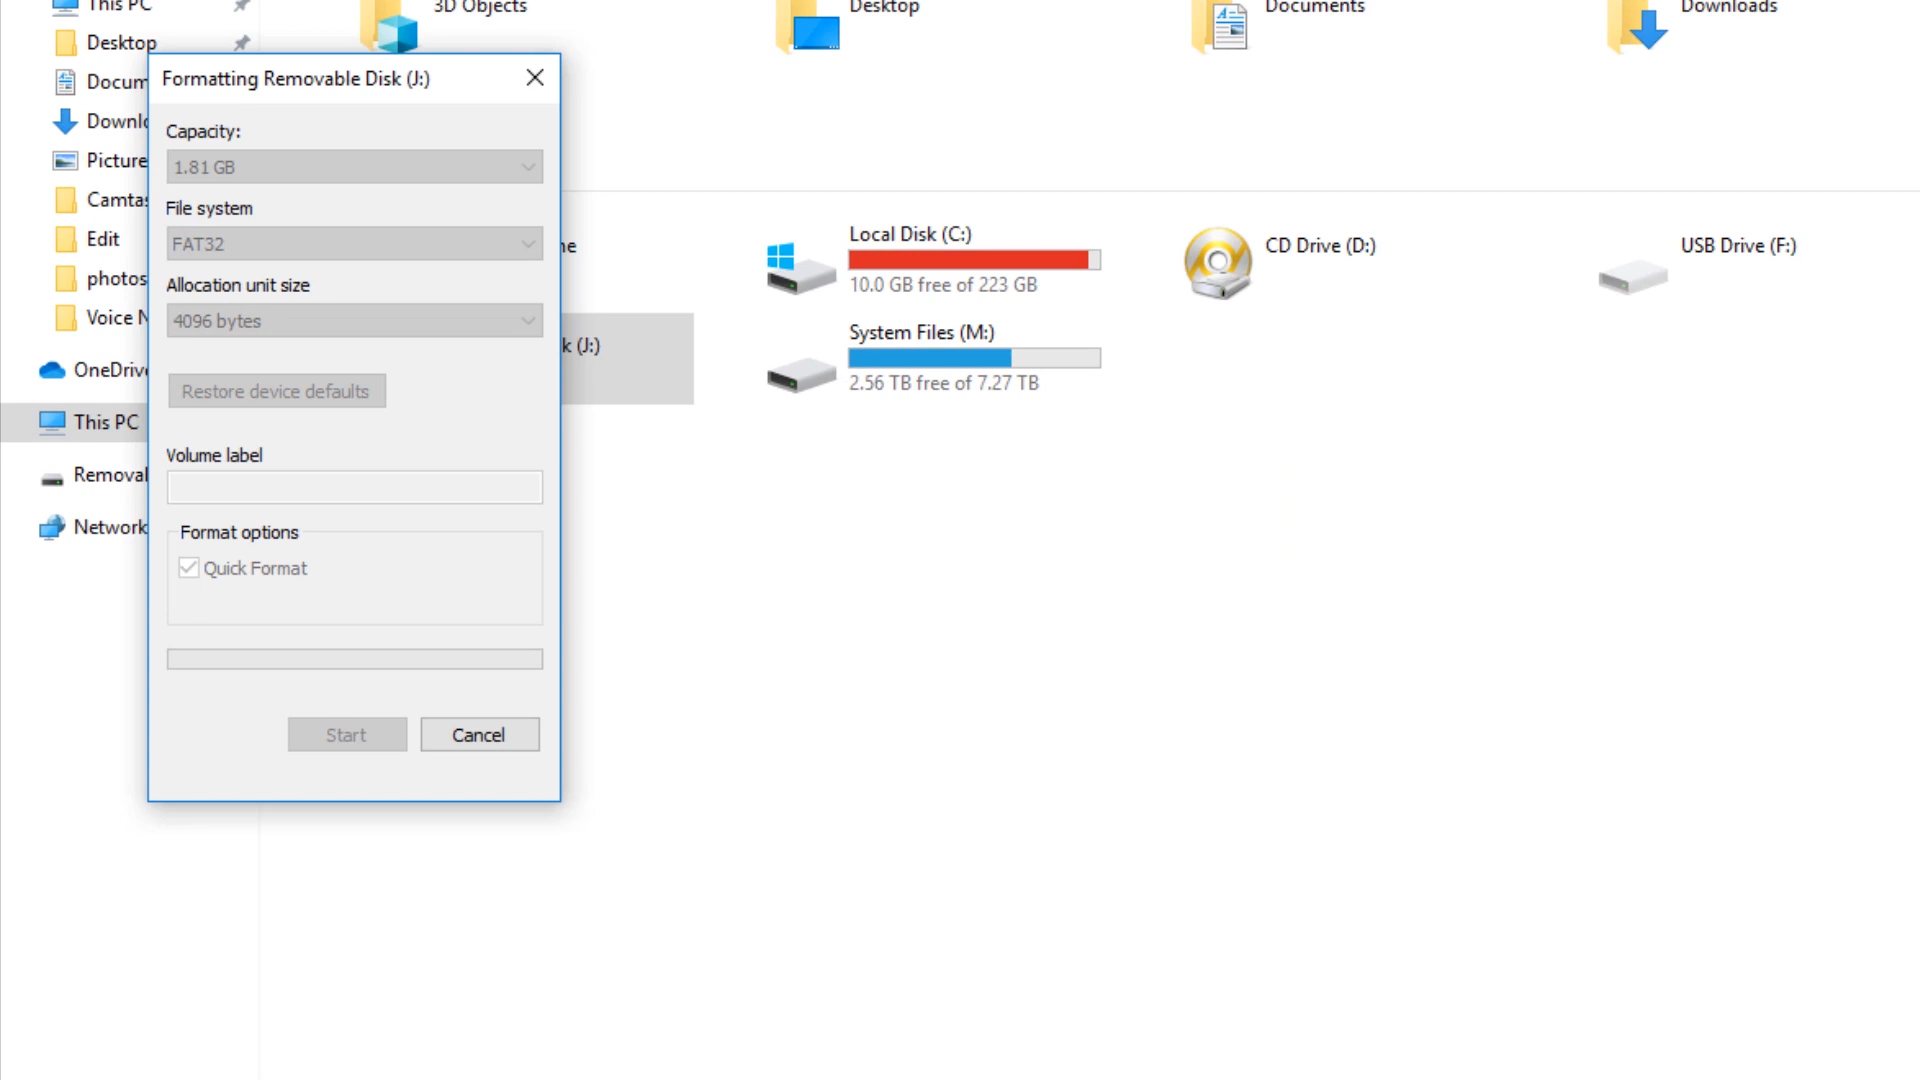 This PC
3D Objects
Desktop
Documents
Downloads
Desktop
Formatting Removable Disk (J:)
Docum
Capacity:
Downlo
1.81 GB
Picture
Camtas
File system
FAT32
Edit
ne
Local Disk (C:)
10.0 GB free of 223 GB
CD Drive (D:)
USB Drive (F:)
photos
Allocation unit size
4096 bytes
Voice N
k (J:)
System Files (M:)
2.56 TB free of 7.27 TB
OneDrive
Restore device defaults
This PC
Volume label
Removal
Network
Format options
Quick Format
Start
Cancel